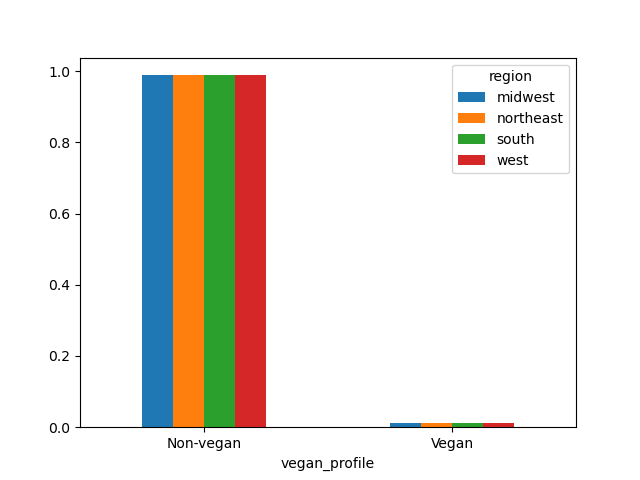 1.0
0.8
0.6
0.4
0.2
0.0
region
midwest
northeast
south
west
Non-vegan
Vegan
vegan_profile